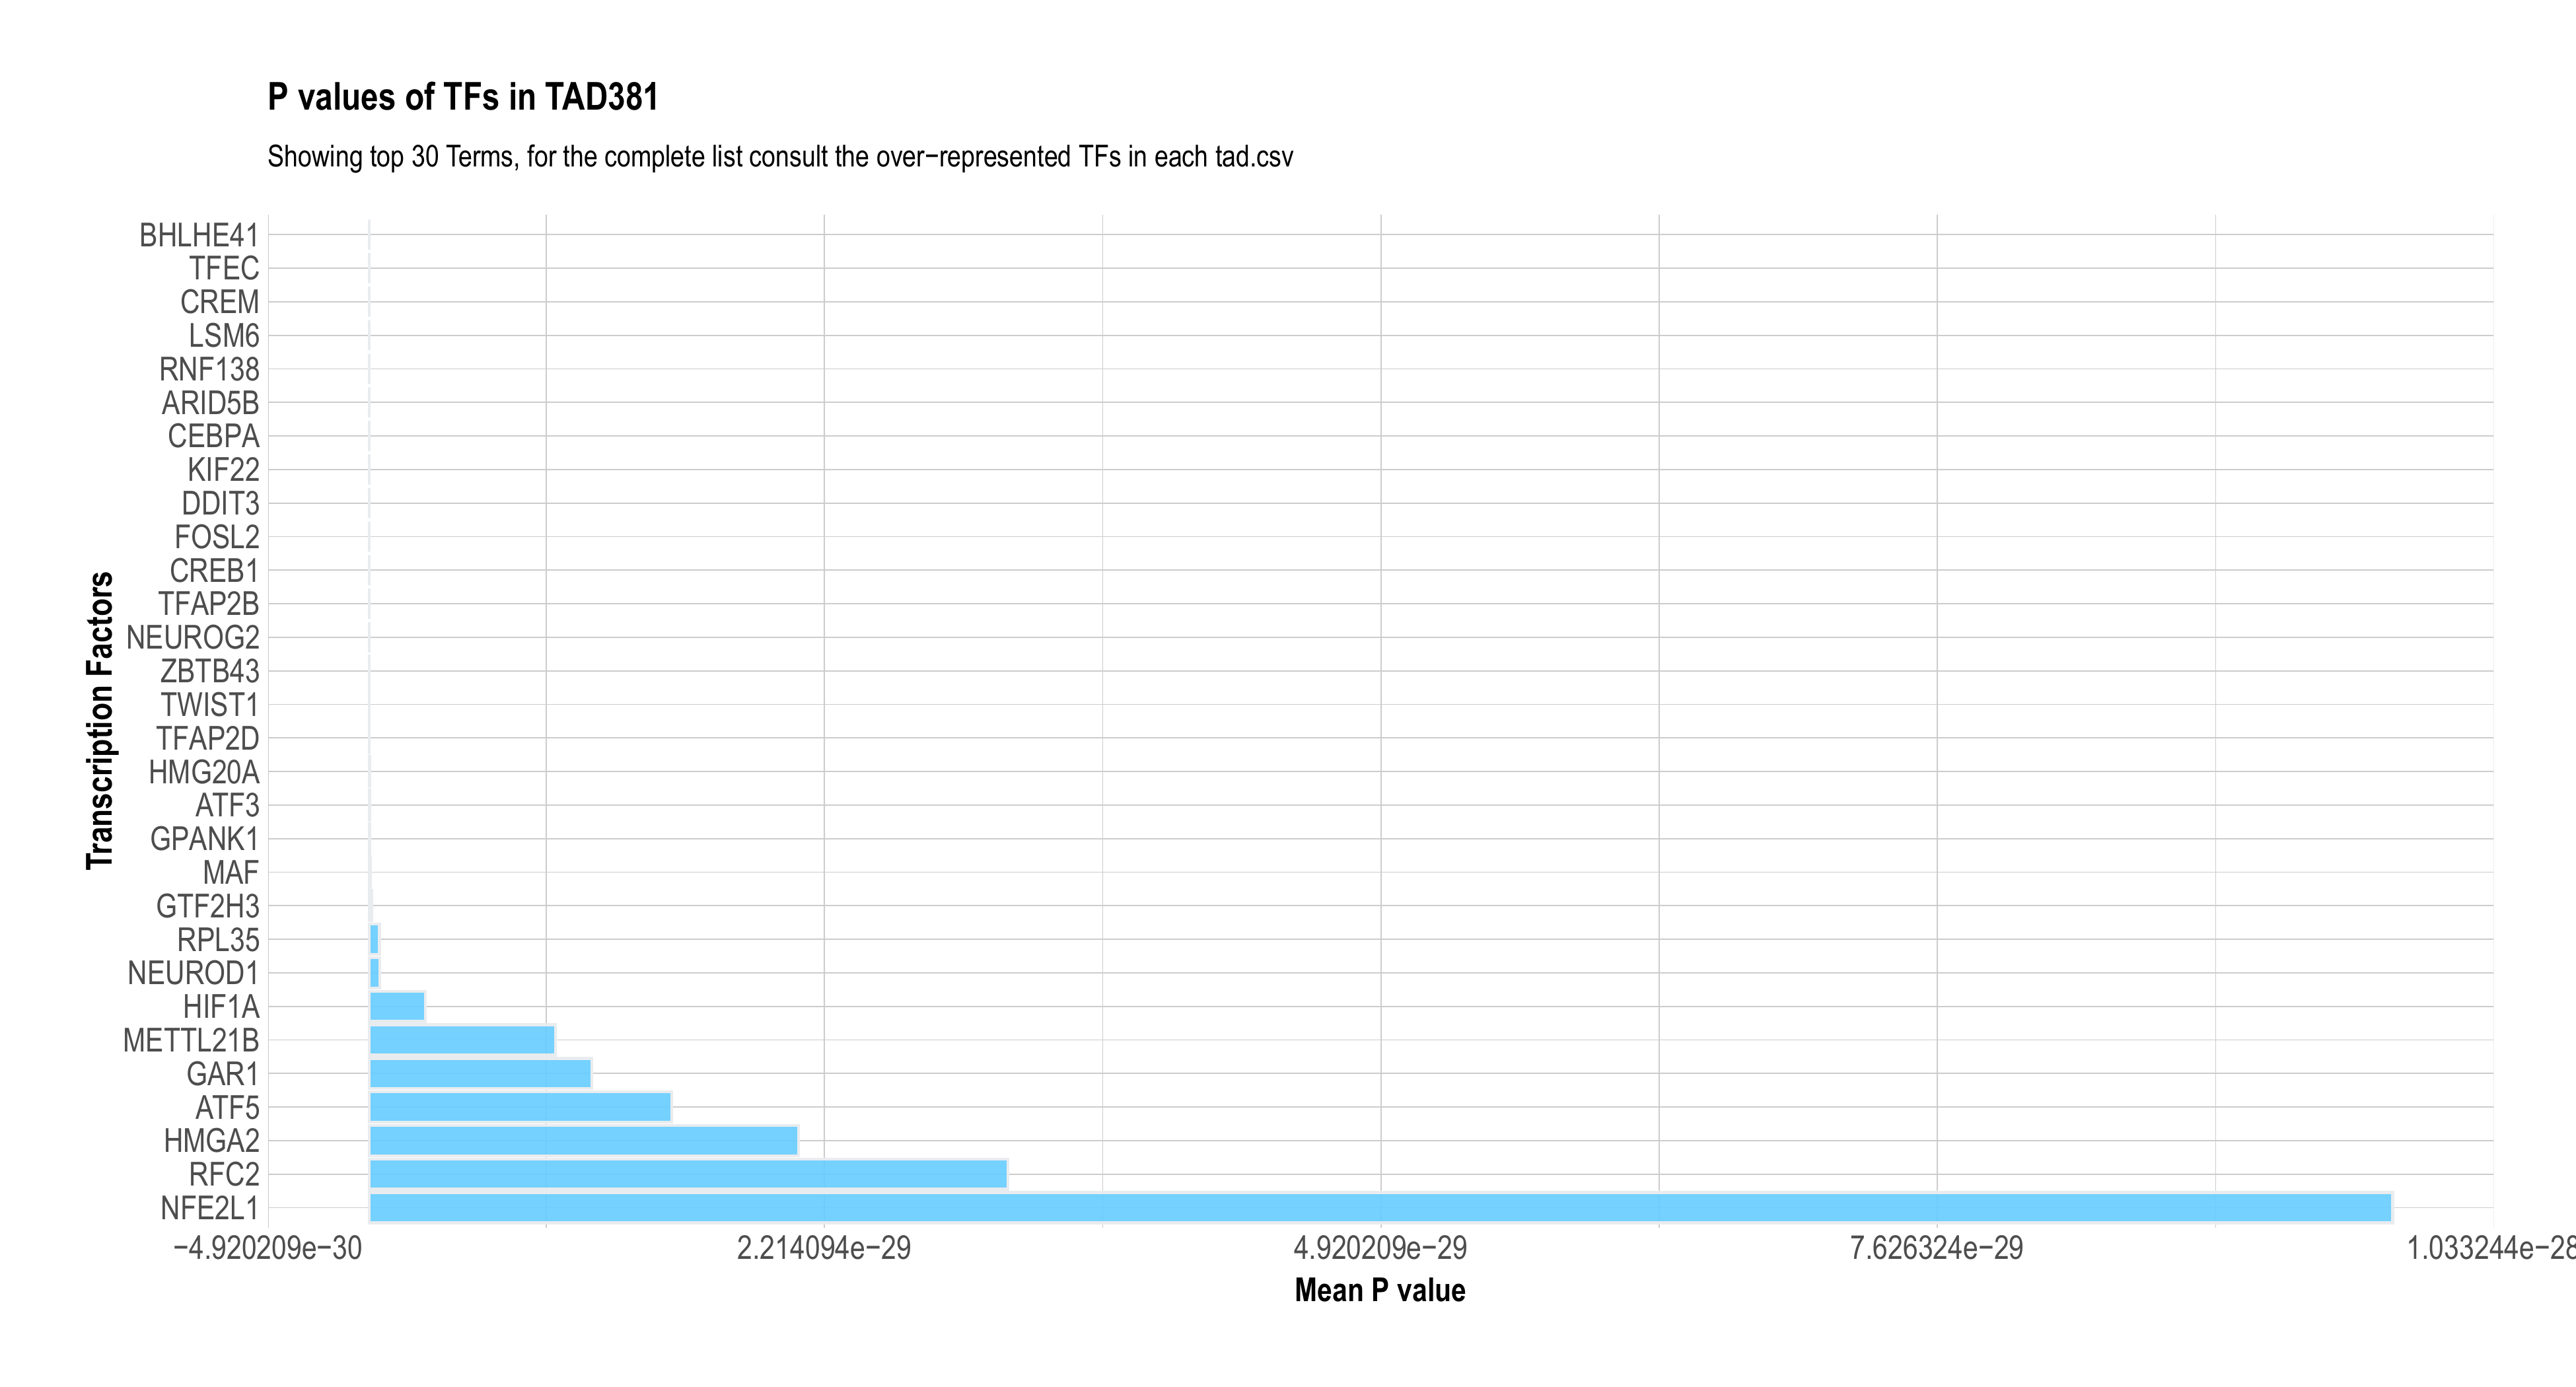 P values of TFs in TAD381
Showing top 30 Terms, for the complete list consult the over−represented TFs in each tad.csv
Transcription Factors
BHLHE41
TFEC
CREM
LSM6
RNF138
ARID5B
CEBPA
KIF22
DDIT3
FOSL2
CREB1
TFAP2B
NEUROG2
ZBTB43
TWIST1
TFAP2D
HMG20A
ATF3
GPANK1
MAF
GTF2H3
RPL35
NEUROD1
HIF1A
METTL21B
GAR1
ATF5
HMGA2
RFC2
NFE2L1
−4.920209e−30 2.214094e−29 4.920209e−29 7.626324e−29 1.033244e−28
Mean P value